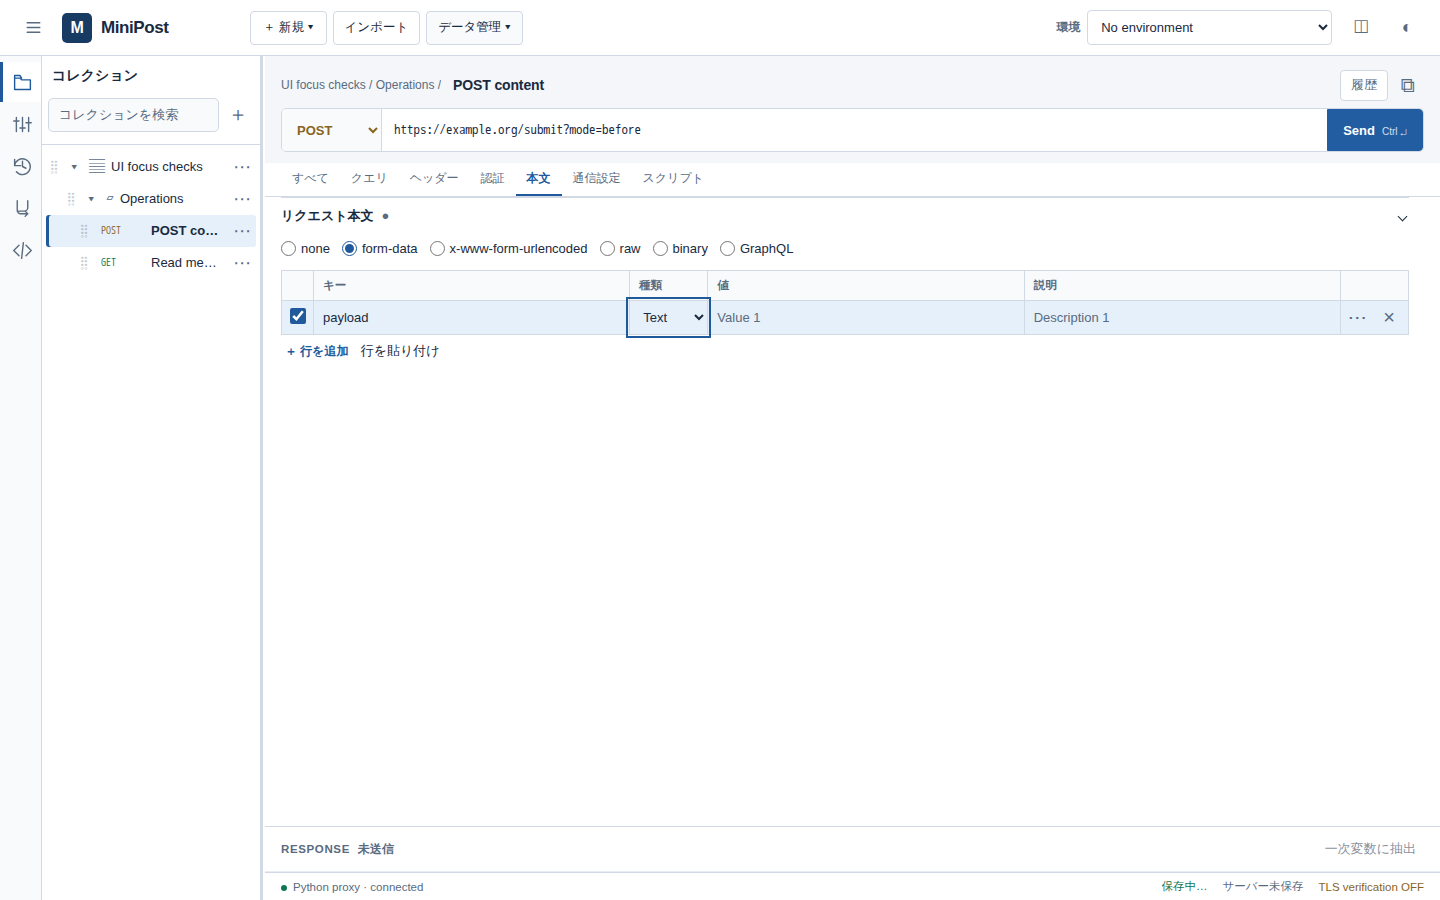 M MiniPost ＋ 新規 ▾ インポート データ管理 ▾ 環境 No environment
コレクション
コレクションを検索 ＋
UI focus checks ···
Operations ···
POST POST co… ···
GET Read me… ···
UI focus checks / Operations / POST content 履歴
POST https://example.org/submit?mode=before Send Ctrl ↵
すべて クエリ ヘッダー 認証 本文 通信設定 スクリプト
リクエスト本文 ●
none form-data x-www-form-urlencoded raw binary GraphQL
キー 種類 値 説明
payload Text Value 1 Description 1 ··· ×
＋ 行を追加 行を貼り付け
RESPONSE 未送信 一次変数に抽出
Python proxy · connected 保存中… サーバー未保存 TLS verification OFF